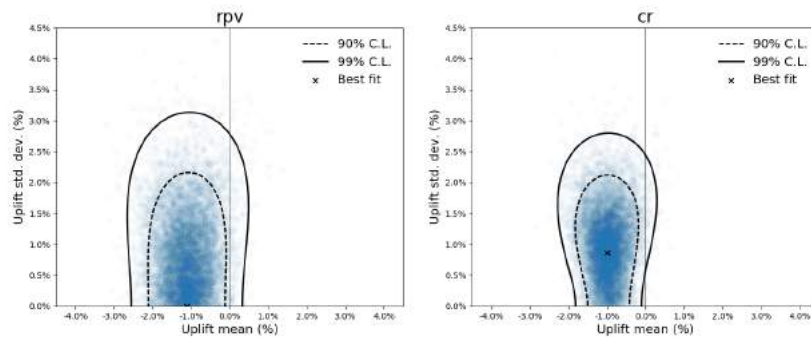 rpv
4.5%
4.0%
3.5%
3.0%
2.5%
2.0%
1.5%
1.0%
0.5%
0.0%
Uplift std. dev. (%)
90% C.L.
99% C.L.
Best fit
-4.0% -3.0% -2.0% -1.0% 0.0% 1.0% 2.0% 3.0% 4.0%
Uplift mean (%)
cr
4.5%
4.0%
3.5%
3.0%
2.5%
2.0%
1.5%
1.0%
0.5%
0.0%
Uplift std. dev. (%)
90% C.L.
99% C.L.
Best fit
-4.0% -3.0% -2.0% -1.0% 0.0% 1.0% 2.0% 3.0% 4.0%
Uplift mean (%)